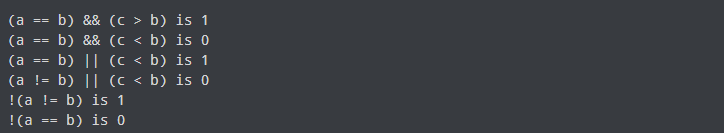 (a == b) && (c > b) is 1
(a == b) && (c < b) is 0
(a == b) || (c < b) is 1
(a != b) || (c < b) is 0
!(a != b) is 1
!(a == b) is 0